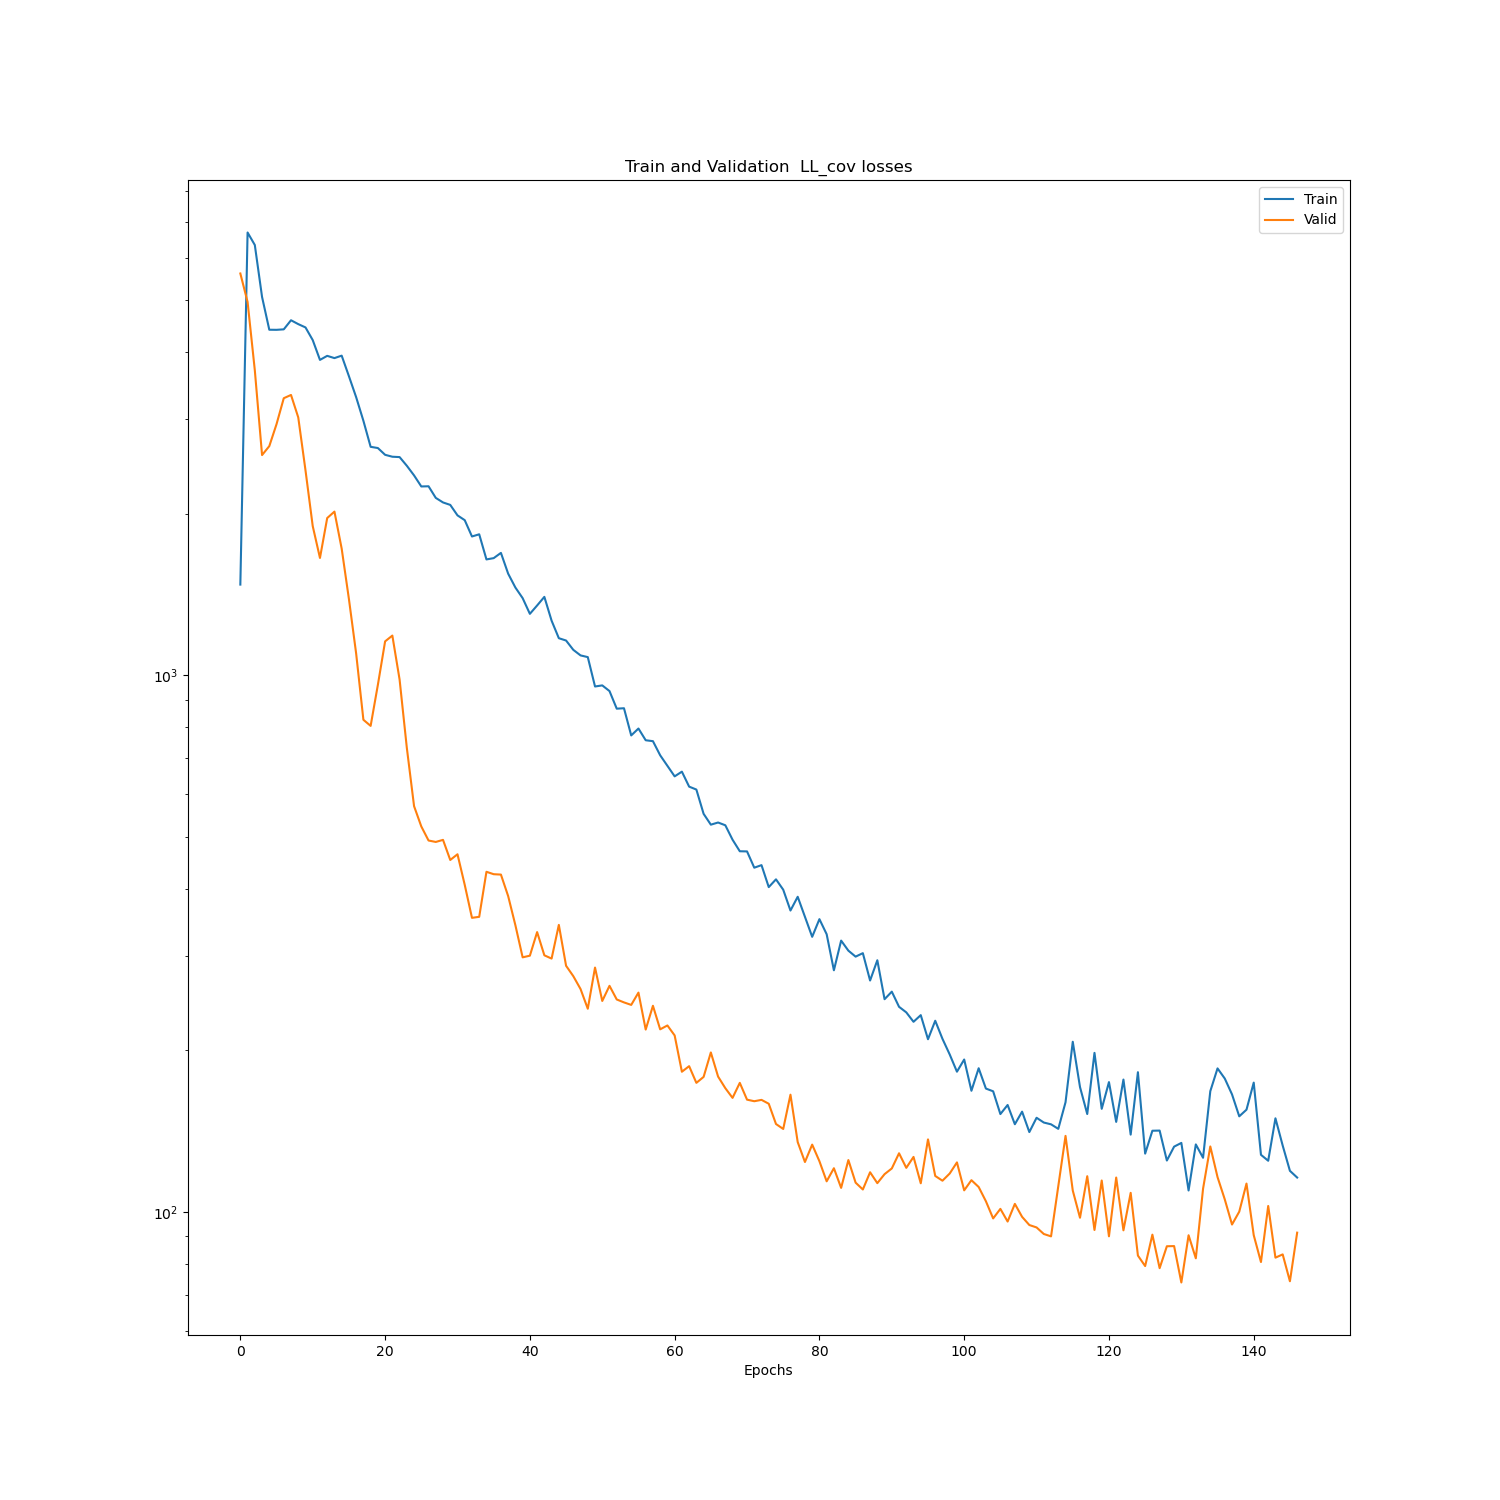 Train and Validation  LL_cov losses
Train
Valid
10³
10²
0 20 40 60 80 100 120 140
Epochs